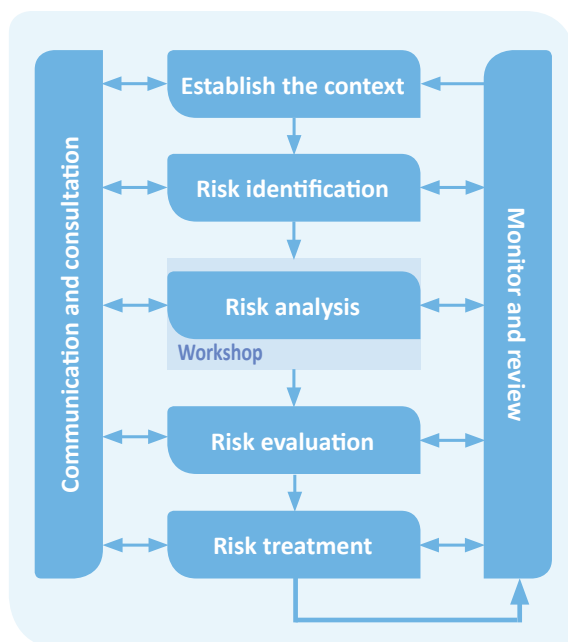 Establish the context
Communication and consultation
Risk identification
Monitor and review
Risk analysis
Workshop
Risk evaluation
Risk treatment